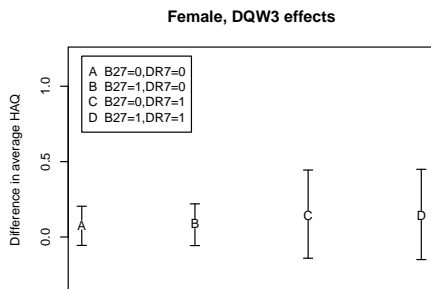 Female, DQW3 effects
Difference in average HAQ
1.0
0.5
0.0
A B27=0,DR7=0
B B27=1,DR7=0
C B27=0,DR7=1
D B27=1,DR7=1
A
B
C
D